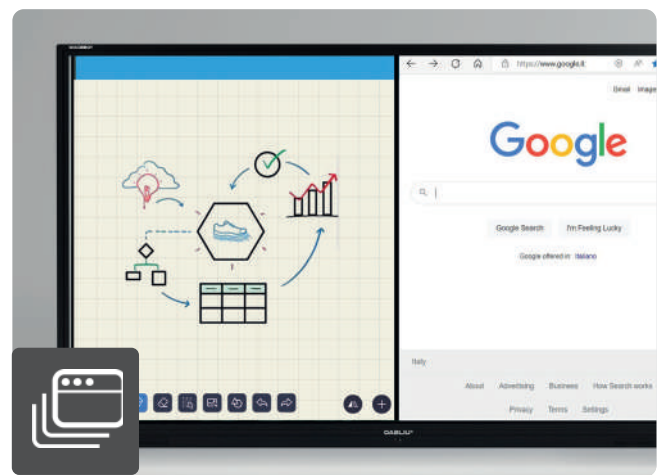 https://www.google.it
Gmail Image
Google
Google Search I'm Feeling Lucky
Google offered in: Italiano
Italy
About Advertising Business How Search works
Privacy Terms Settings